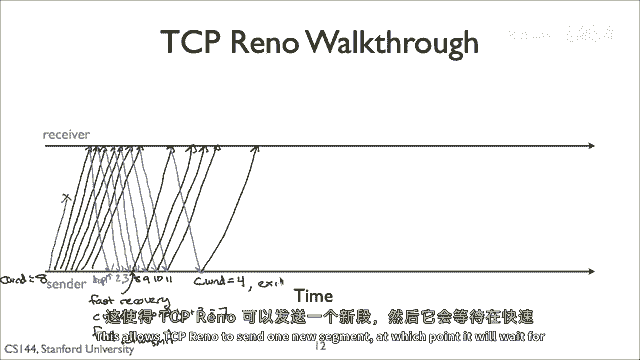 TCP Reno Walkthrough
receiver
cwnd=8
sender
2, 3
8 9 10 11
cwnd=4, exit
fast recovery
Time
这使得 TCP Reno 可以发送一个新段，然后它会等待在快速
This allows TCP Reno to send one new segment, at which point it will wait for
CS144, Stanford University
12